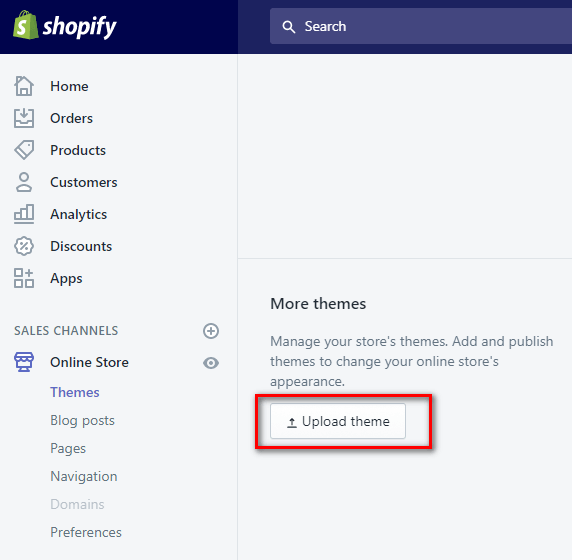 shopify
Search
Home
Orders
Products
Customers
Analytics
Discounts
Apps
SALES CHANNELS
Online Store
Themes
Blog posts
Pages
Navigation
Domains
Preferences
More themes
Manage your store's themes. Add and publish
themes to change your online store's
appearance.
Upload theme